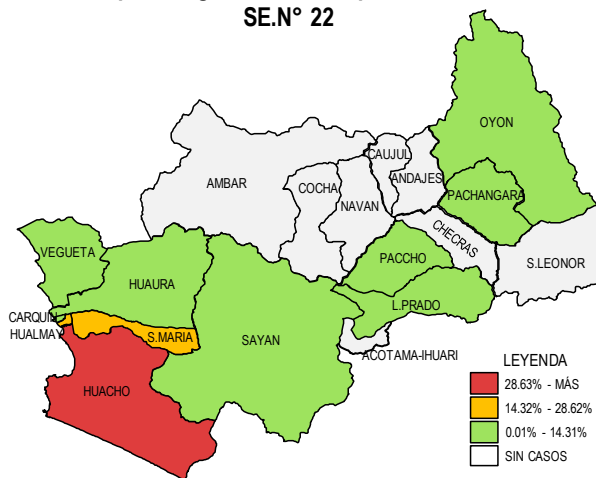 SE.N° 22
OYON
CAUJUL
ANDAJES
AMBAR
COCHA
NAVAN
PACHANGARA
CHECRAS
VEGUETA
S.LEONOR
PACCHO
HUAURA
L.PRADO
CARQUIN
HUALMAY
S.MARIA
SAYAN
ACOTAMA-IHUARI
HUACHO
LEYENDA
28.63% - MÁS
14.32% - 28.62%
0.01% - 14.31%
SIN CASOS